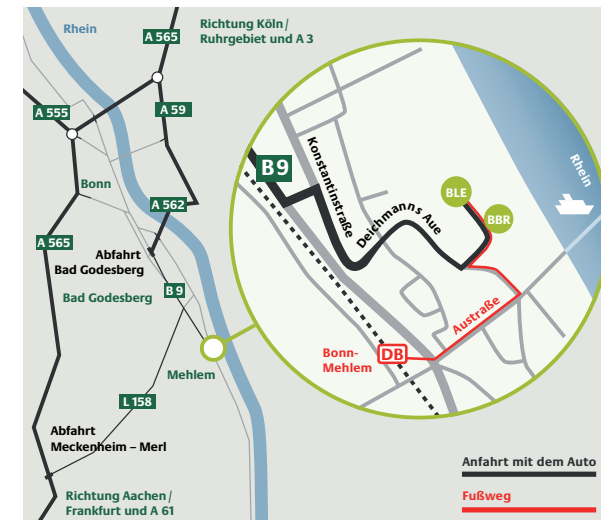 Rhein
Richtung Köln/
Ruhrgebiet und A 3
A 565
A 59
A 555
Bonn
A 562
A 565
Abfahrt
Bad Godesberg
Bad Godesberg
B 9
Mehlem
L 158
Abfahrt
Meckenheim – Merl
Richtung Aachen/
Frankfurt und A 61
B9
Konstantinstraße
Deichmanns Aue
BLE
BBR
Rhein
Austraße
Bonn-
Mehlem
DB
Anfahrt mit dem Auto
Fußweg